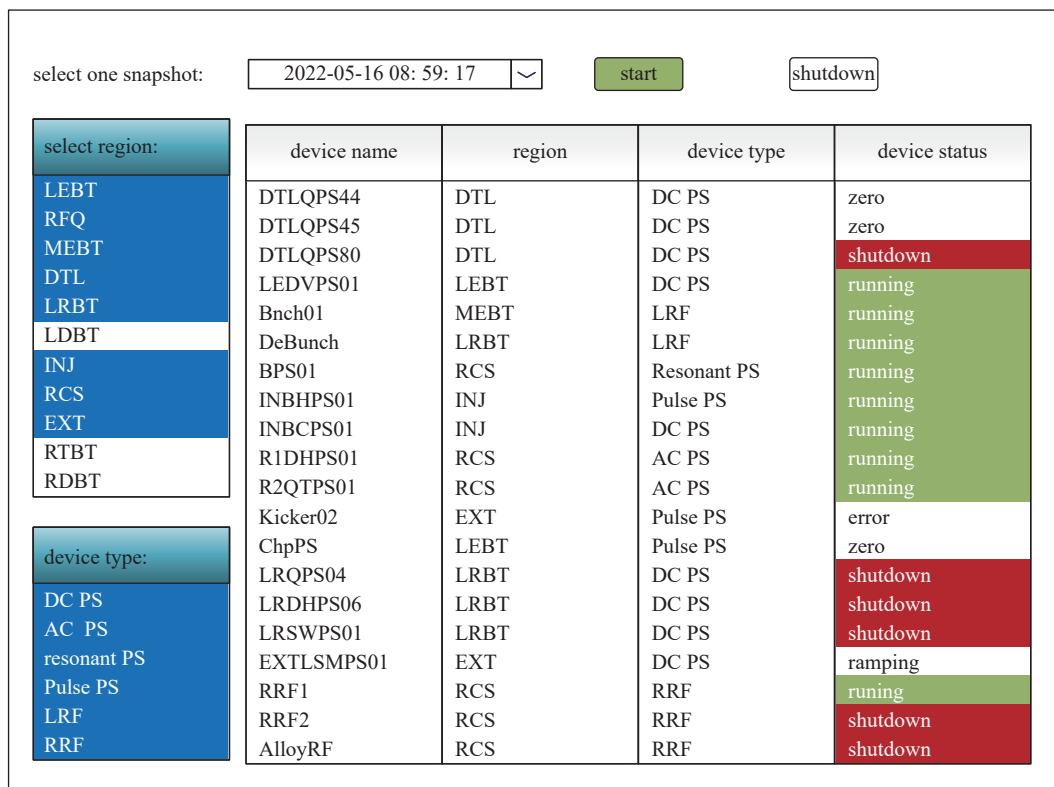 select one snapshot: 2022-05-16 08: 59: 17 start shutdown
select region:
LEBT
RFQ
MEBT
DTL
LRBT
LDBT
INJ
RCS
EXT
RTBT
RDBT
device type:
DC PS
AC PS
resonant PS
Pulse PS
LRF
RRF
device name region device type device status
DTLQPS44 DTL DC PS zero
DTLQPS45 DTL DC PS zero
DTLQPS80 DTL DC PS shutdown
LEDVPS01 LEBT DC PS running
Bnch01 MEBT LRF running
DeBunch LRBT LRF running
BPS01 RCS Resonant PS running
INBHPS01 INJ Pulse PS running
INBCPS01 INJ DC PS running
R1DHPS01 RCS AC PS running
R2QTPS01 RCS AC PS running
Kicker02 EXT Pulse PS error
ChpPS LEBT Pulse PS zero
LRQPS04 LRBT DC PS shutdown
LRDHPS06 LRBT DC PS shutdown
LRSWPS01 LRBT DC PS shutdown
EXTLSMPS01 EXT DC PS ramping
RRF1 RCS RRF runing
RRF2 RCS RRF shutdown
AlloyRF RCS RRF shutdown